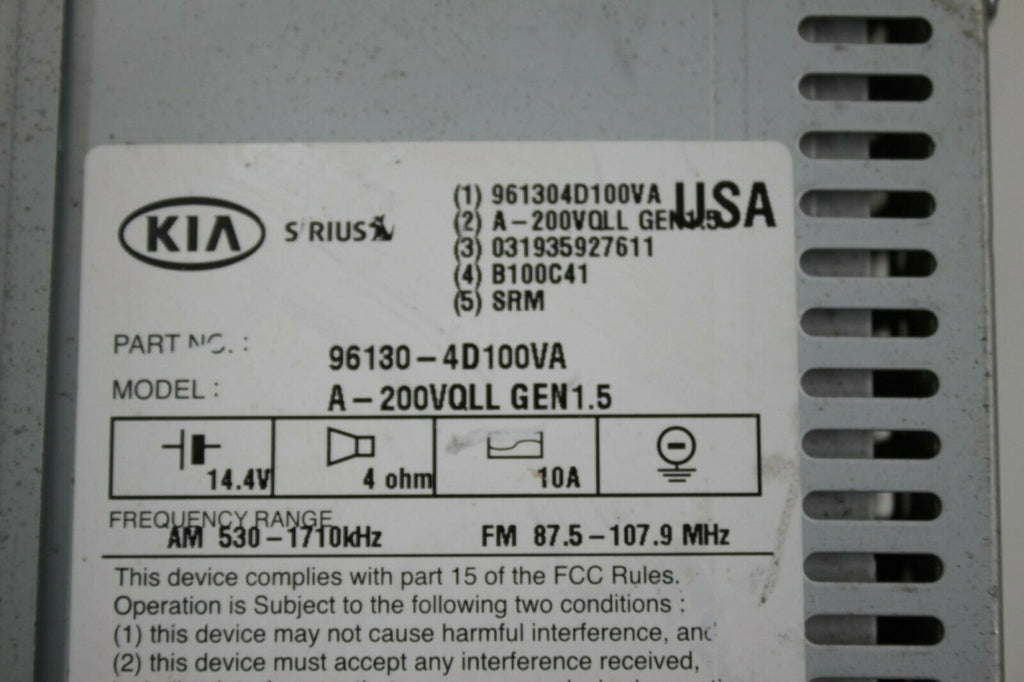 KIA SIRIUS
USA
(1) 961304D100VA
(2) A-200VQLL GEN1.5
(3) 031935927611
(4) B100C41
(5) SRM
PART NO. : 96130-4D100VA
MODEL : A-200VQLL GEN1.5
14.4V 4 ohm 10A
FREQUENCY RANGE
AM 530-1710kHz FM 87.5-107.9 MHz
This device complies with part 15 of the FCC Rules.
Operation is Subject to the following two conditions :
(1) this device may not cause harmful interference, and
(2) this device must accept any interference received,